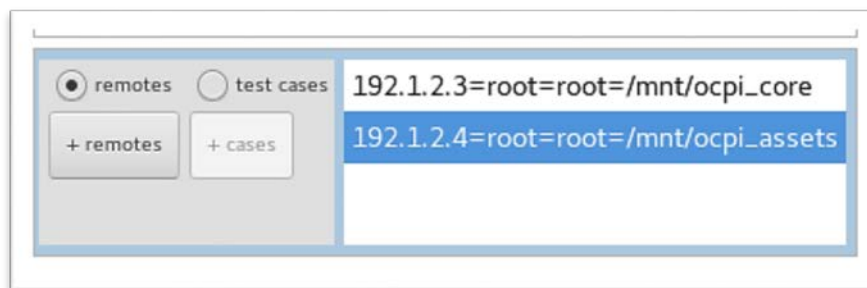 remotes
test cases
+ remotes
+ cases
192.1.2.3=root=root=/mnt/ocpi_core
192.1.2.4=root=root=/mnt/ocpi_assets